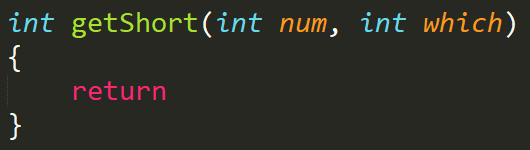 int getShort(int num, int which)
{
    return
}